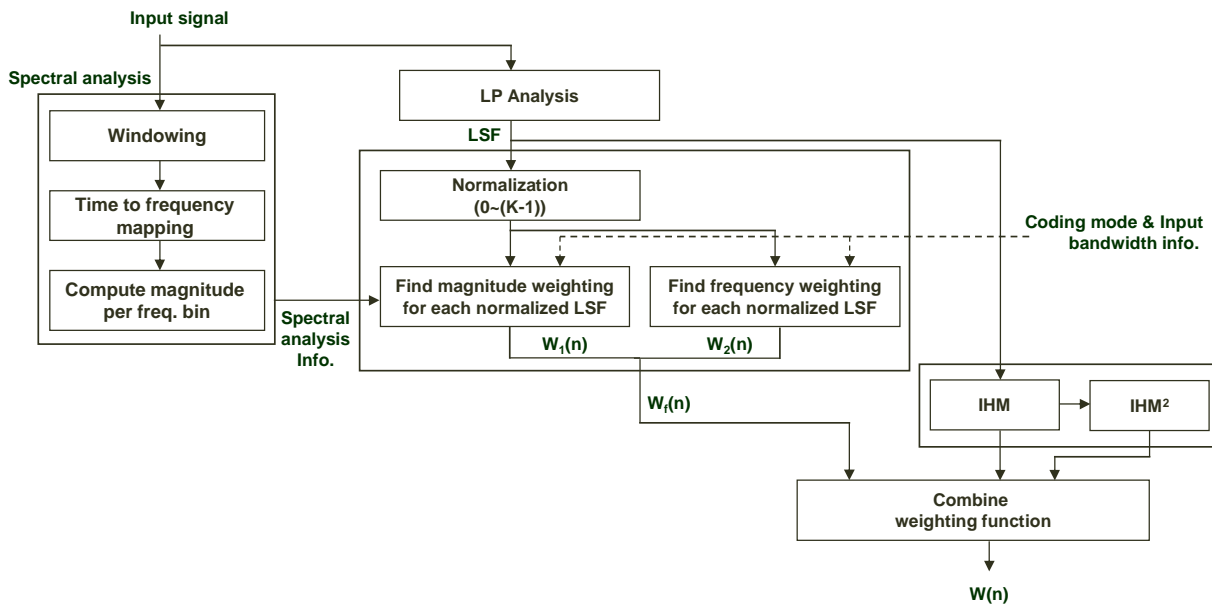 Input signal
Spectral analysis
LP Analysis
Windowing
LSF
Normalization
(0~(K-1))
Time to frequency
mapping
Coding mode & Input
bandwidth info.
Compute magnitude
per freq. bin
Find magnitude weighting
for each normalized LSF
Find frequency weighting
for each normalized LSF
Spectral
analysis
Info.
W₁(n)
W₂(n)
W_f(n)
IHM
IHM²
Combine
weighting function
W(n)